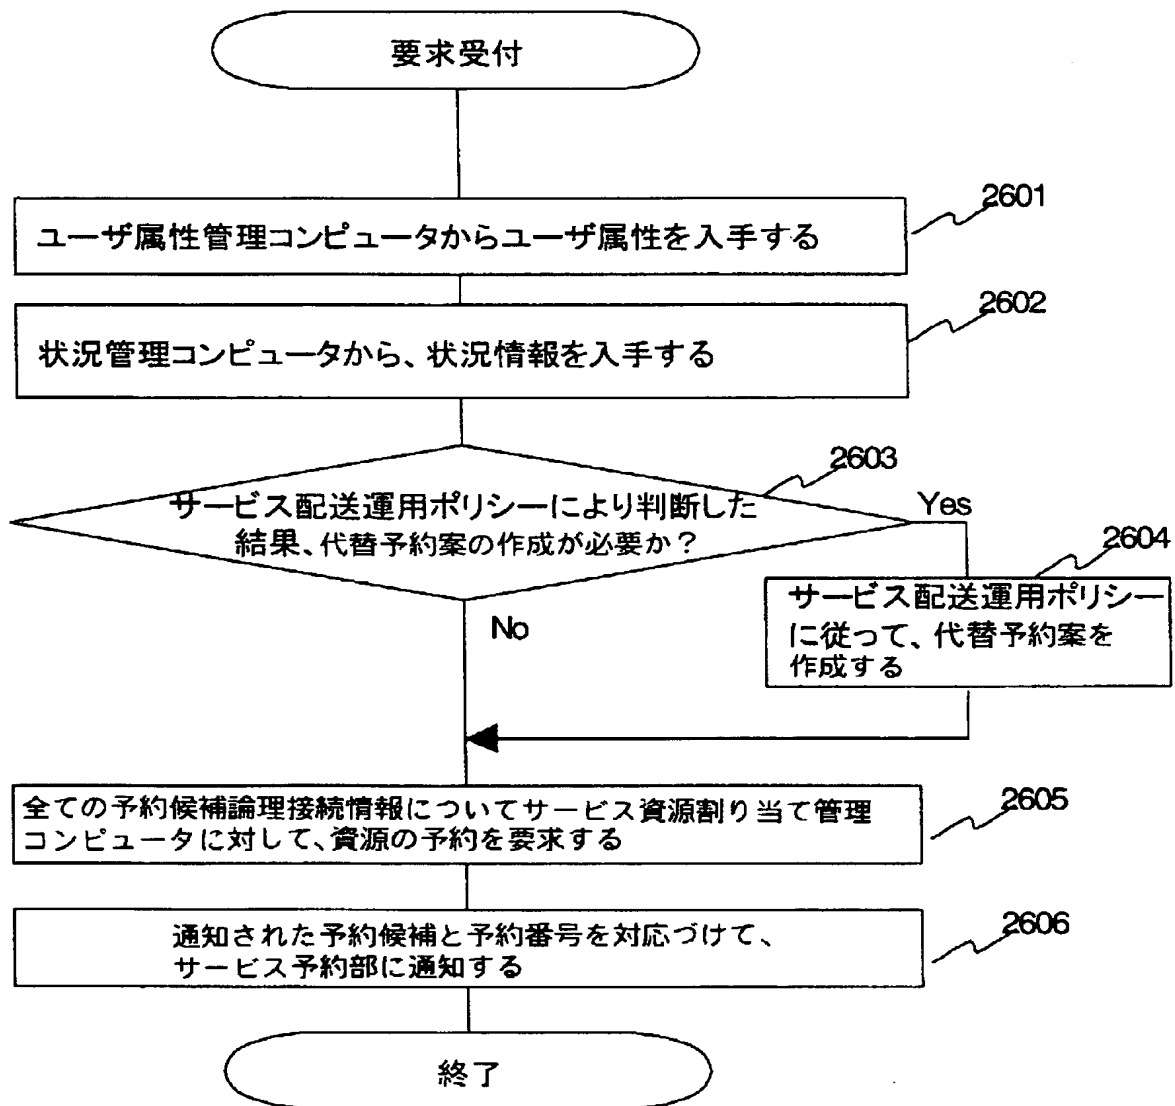 要求受付
2601
ユーザ属性管理コンピュータからユーザ属性を入手する
2602
状況管理コンピュータから、状況情報を入手する
2603
サービス配送運用ポリシーにより判断した
結果、代替予約案の作成が必要か？
Yes
2604
サービス配送運用ポリシー
に従って、代替予約案を
作成する
No
2605
全ての予約候補論理接続情報についてサービス資源割り当て管理
コンピュータに対して、資源の予約を要求する
2606
通知された予約候補と予約番号を対応づけて、
サービス予約部に通知する
終了